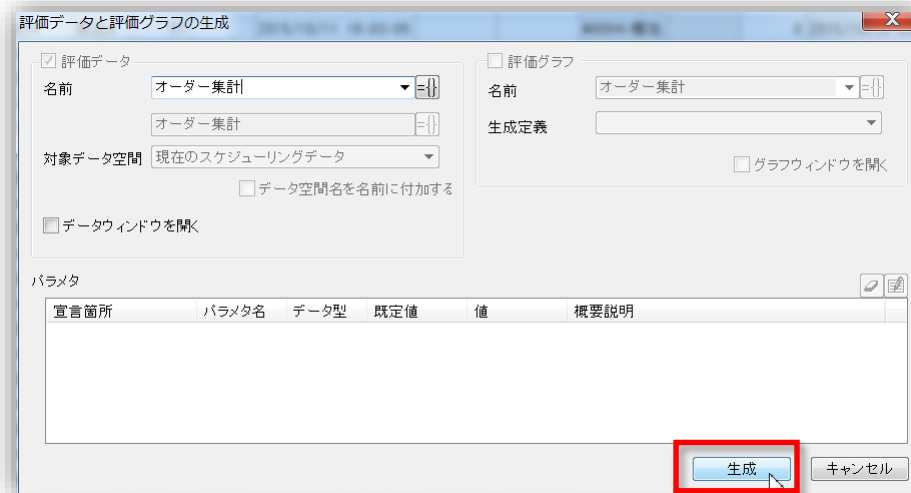 評価データと評価グラフの生成
評価データ
名前 オーダー集計 ={}
オーダー集計 ={}
対象データ空間 現在のスケジューリングデータ
データ空間名を名前に付加する
データウィンドウを開く
評価グラフ
名前 オーダー集計 ={}
生成定義
グラフウィンドウを開く
パラメタ
宣言箇所 パラメタ名 データ型 既定値 値 概要説明
生成 キャンセル